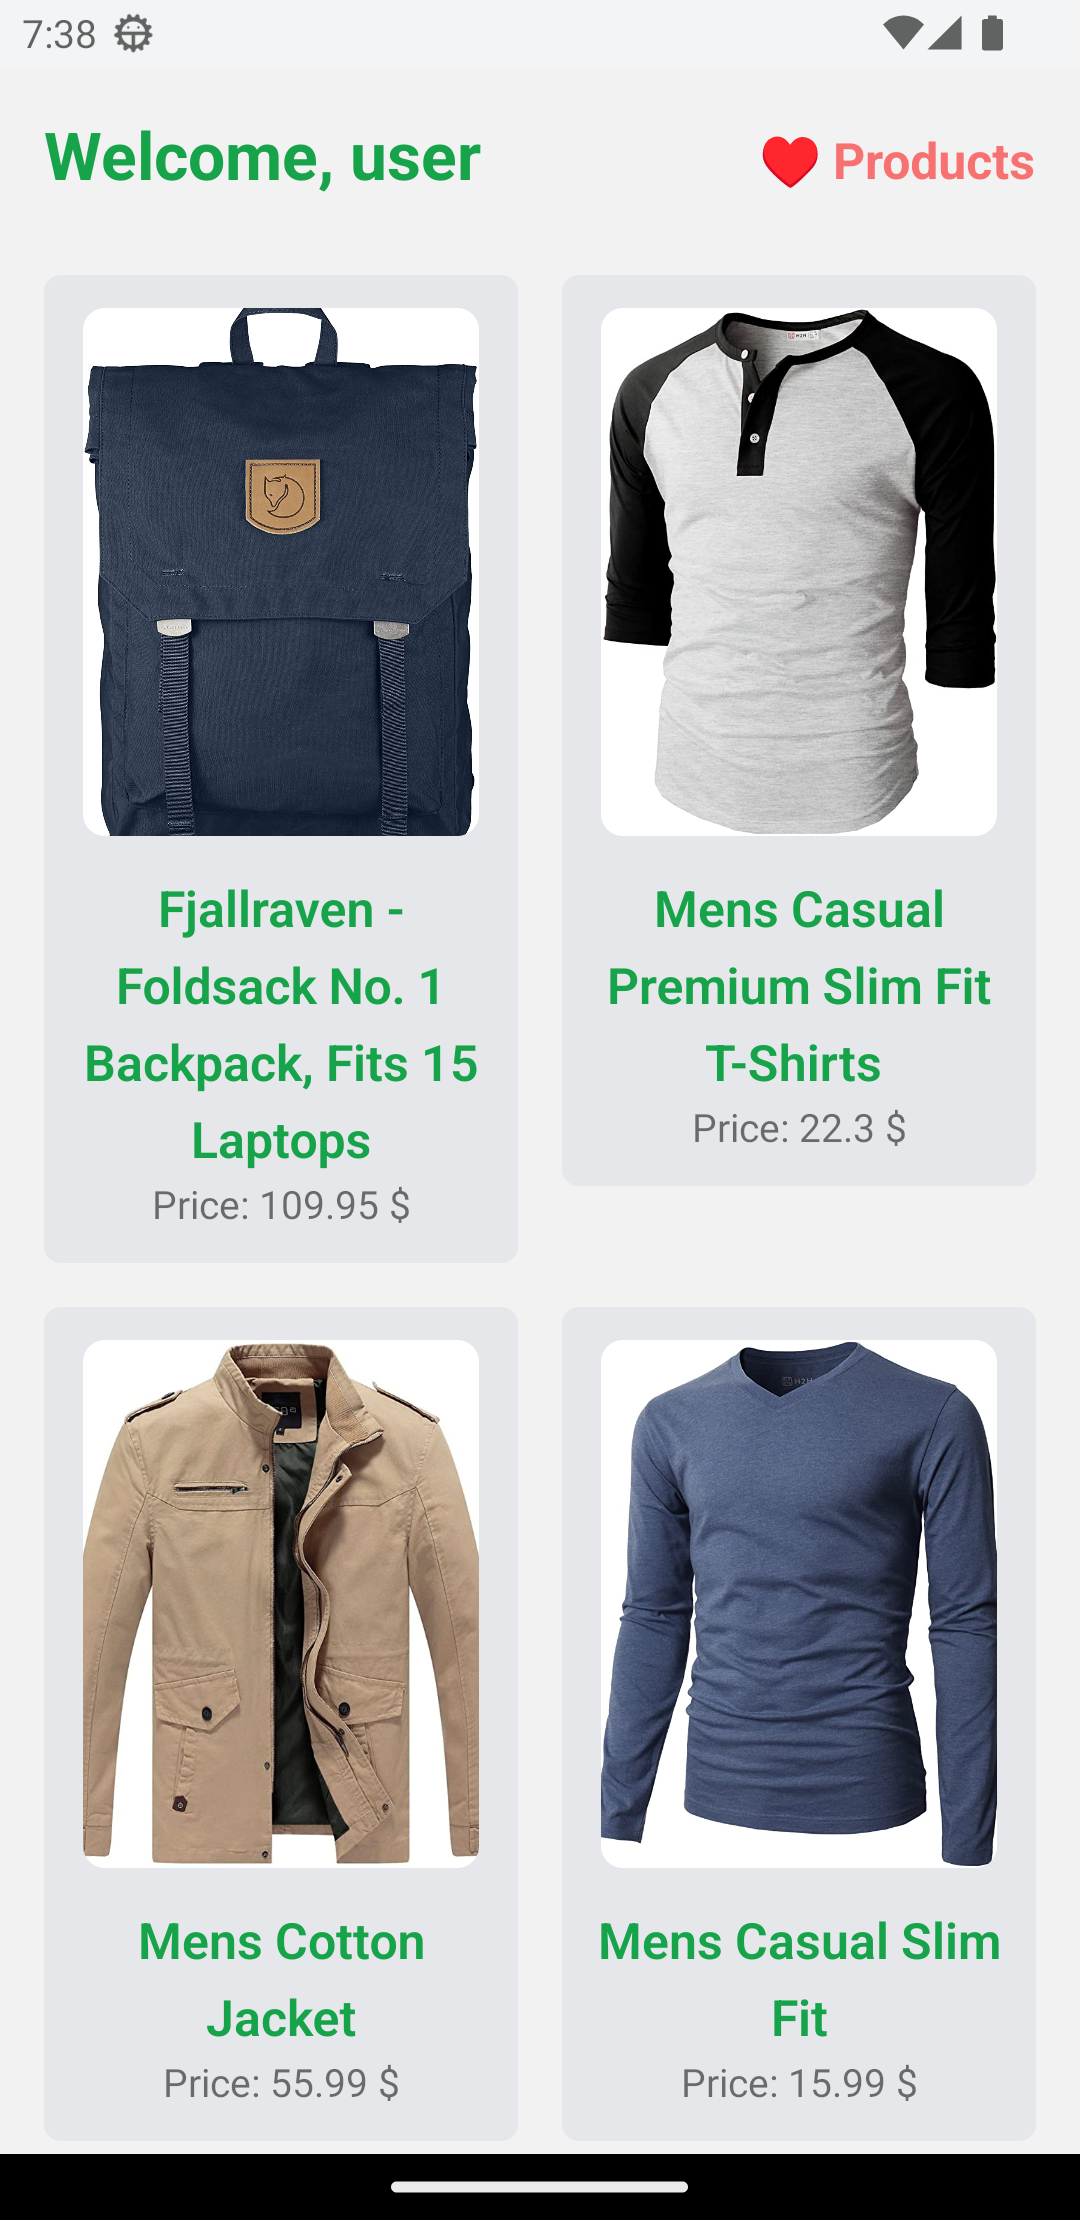 7:38
Welcome, user
❤️ Products
Fjallraven -
Foldsack No. 1
Backpack, Fits 15
Laptops
Price: 109.95 $
Mens Casual
Premium Slim Fit
T-Shirts
Price: 22.3 $
Mens Cotton
Jacket
Price: 55.99 $
Mens Casual Slim
Fit
Price: 15.99 $